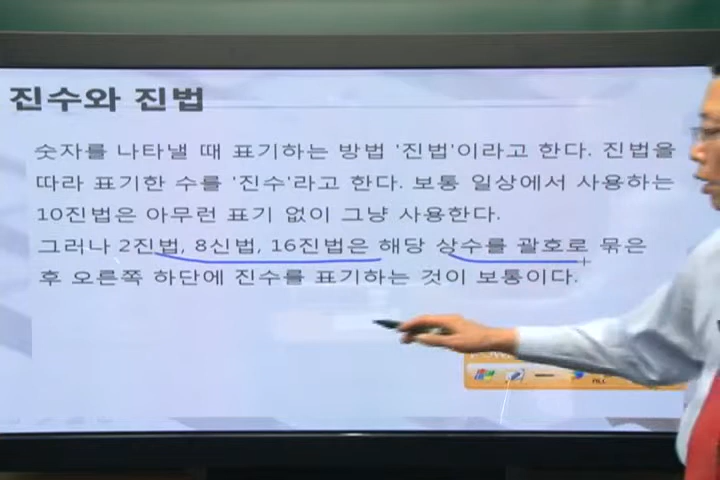 진수와 진법
숫자를 나타낼 때 표기하는 방법 '진법'이라고 한다. 진법을
따라 표기한 수를 '진수'라고 한다. 보통 일상에서 사용하는
10진법은 아무런 표기 없이 그냥 사용한다.
그러나 2진법, 8신법, 16진법은 해당 상수를 괄호로 묶은
후 오른쪽 하단에 진수를 표기하는 것이 보통이다.